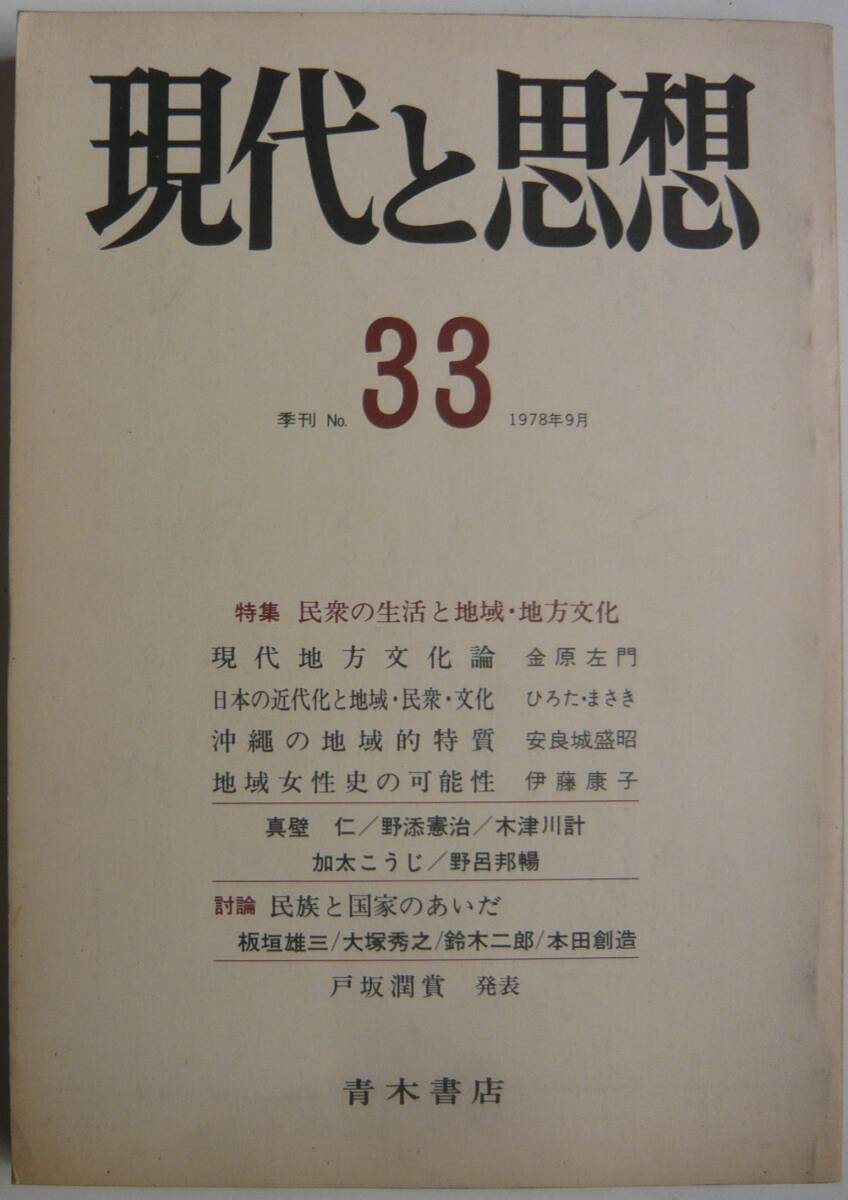 現代と思想
季刊 No. 33 1978年9月
特集 民衆の生活と地域・地方文化
現代地方文化論 金原左門
日本の近代化と地域・民衆・文化 ひろた・まさき
沖縄の地域的特質 安良城盛昭
地域女性史の可能性 伊藤康子
真壁 仁／野添憲治／木津川計
加太こうじ／野呂邦暢
討論 民族と国家のあいだ
板垣雄三/大塚秀之/鈴木二郎/本田創造
戸坂潤賞 発表
青木書店